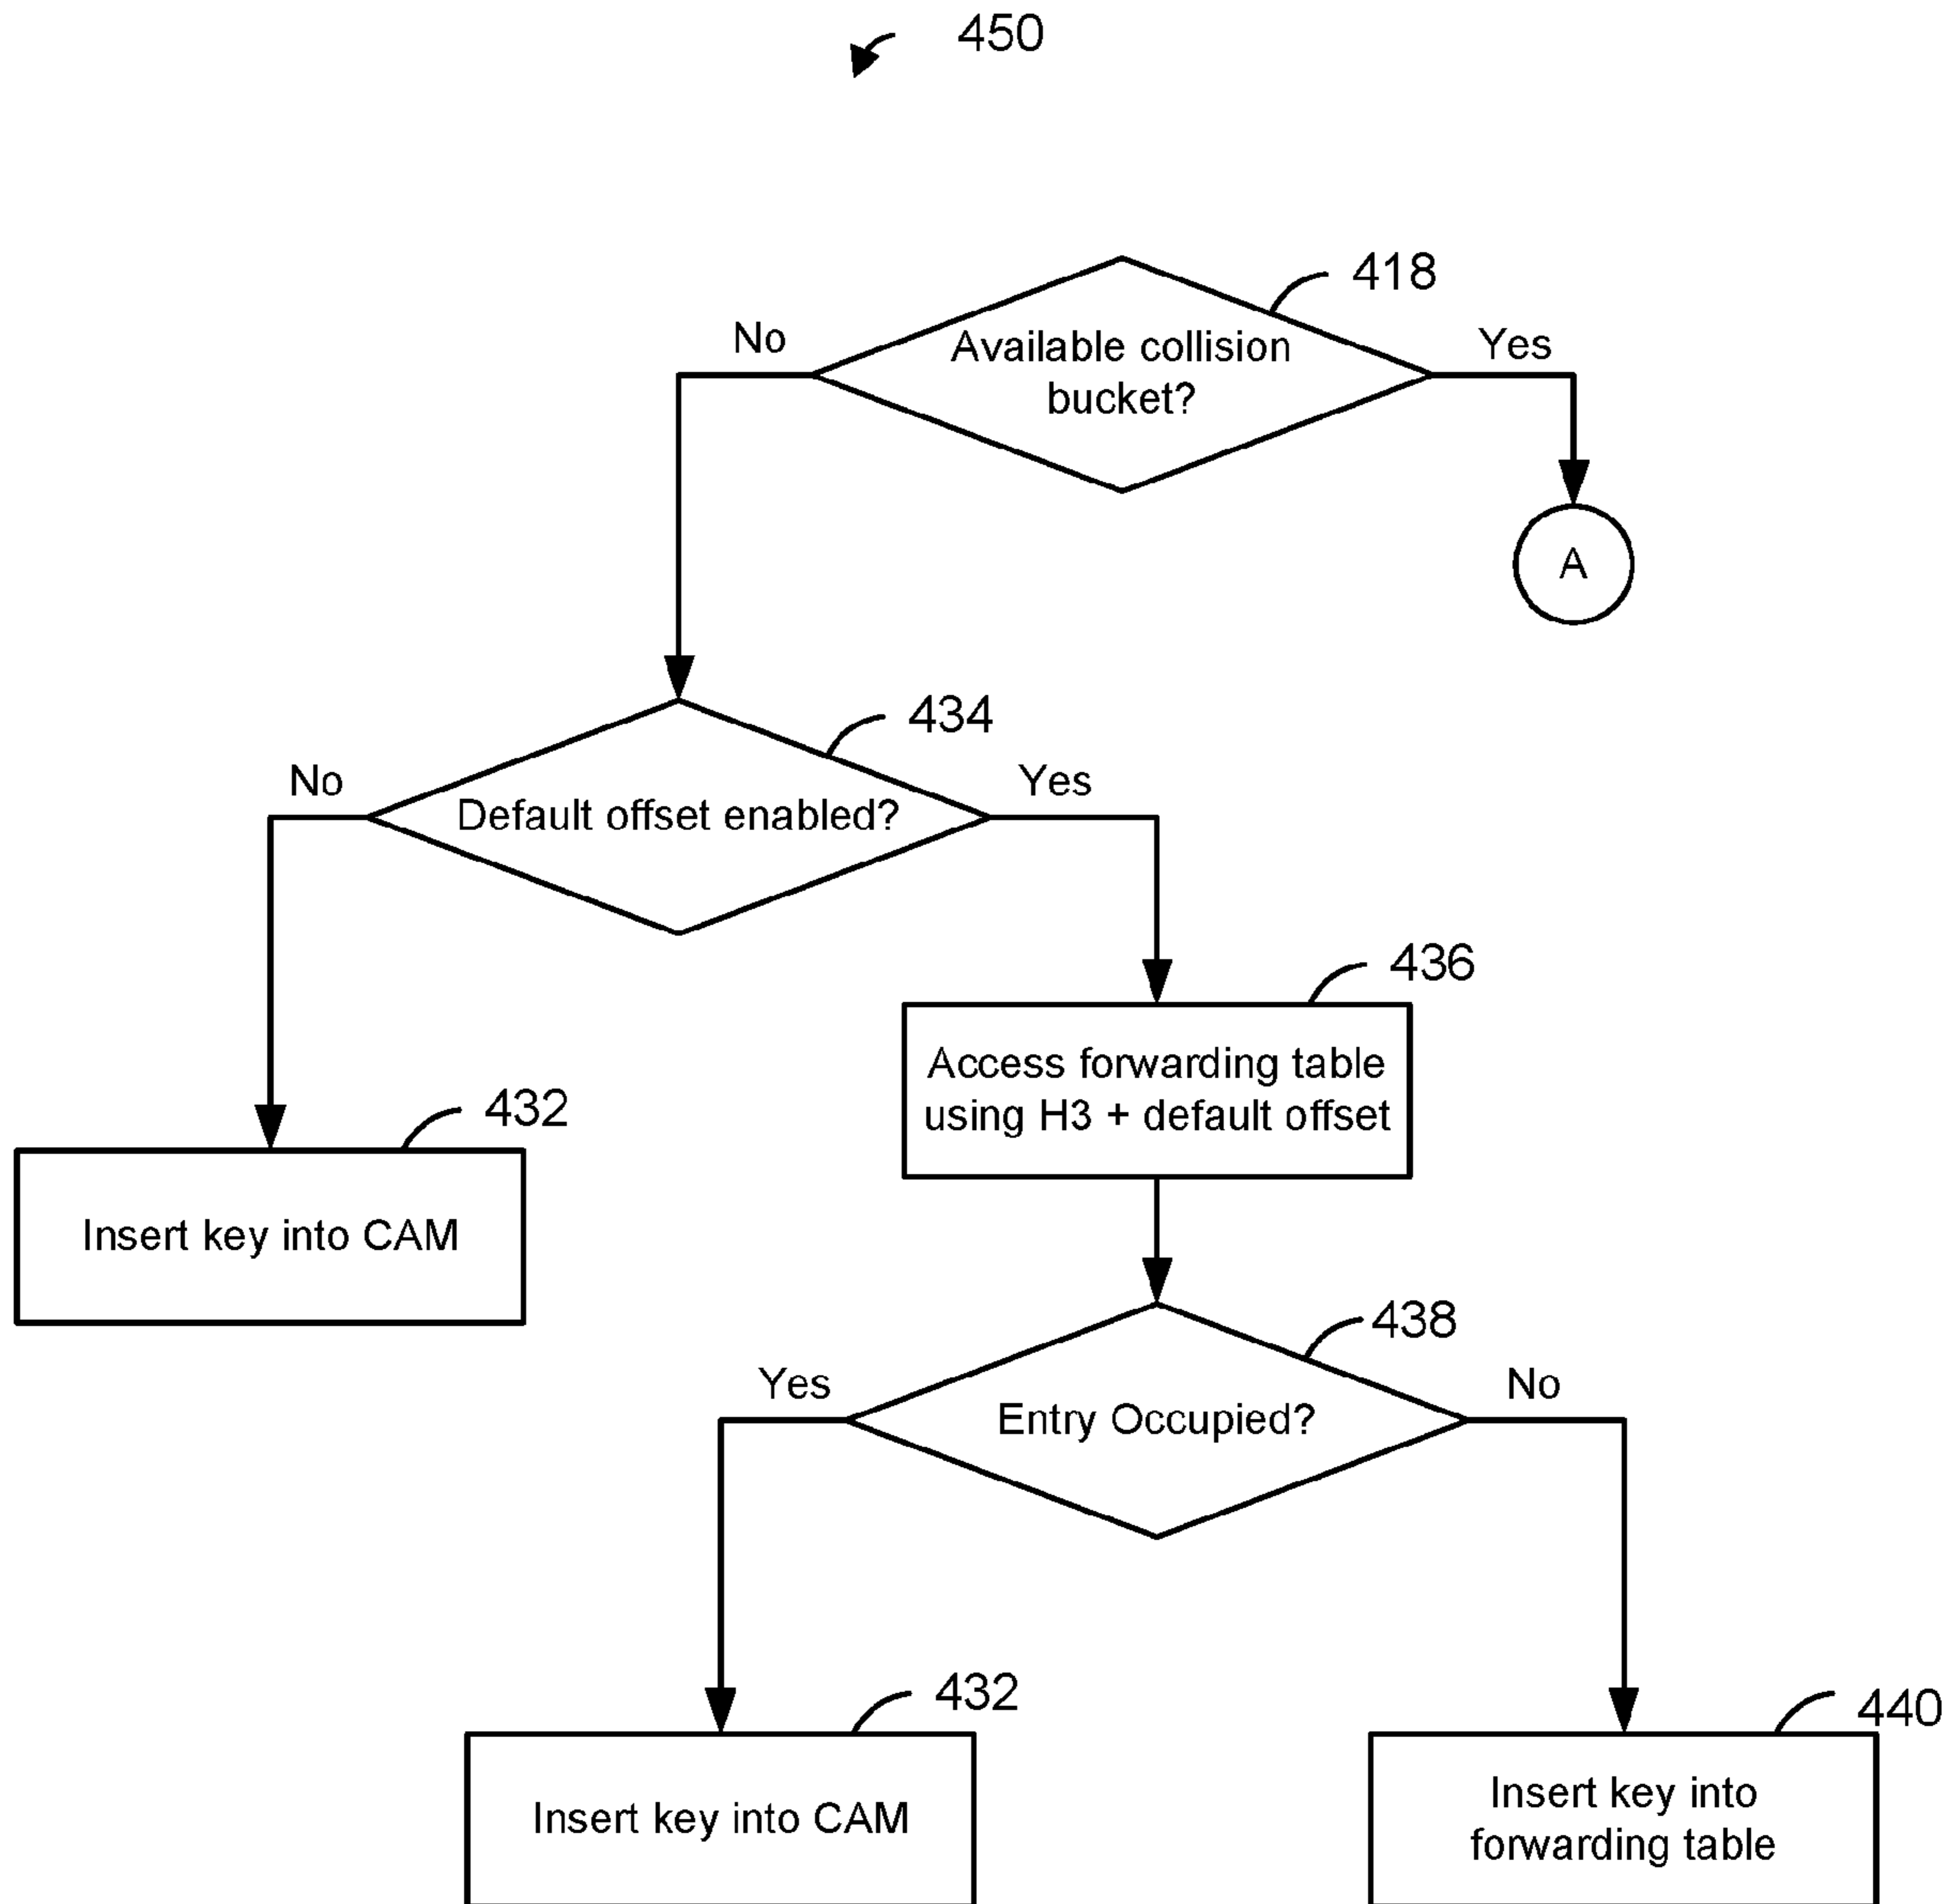 450
418
No
Available collision
bucket?
Yes
A
434
No
Default offset enabled?
Yes
436
Access forwarding table
using H3 + default offset
432
Insert key into CAM
438
Yes
Entry Occupied?
No
432
Insert key into CAM
440
Insert key into
forwarding table